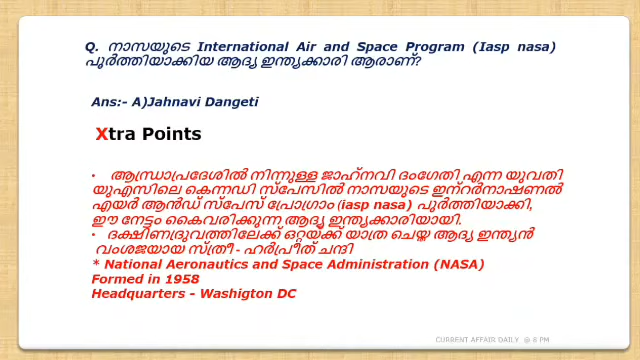 Q. നാസയുടെ International Air and Space Program (Iasp nasa)
പൂർത്തിയാക്കിയ ആദ്യ ഇന്ത്യക്കാരി ആരാണ്?
Ans:- A)Jahnavi Dangeti
Xtra Points
• ആന്ധ്രാപ്രദേശിൽ നിന്നുള്ള ജാഹ്നവി ദംഗേതി എന്ന യുവതി
യുഎസിലെ കെന്നഡി സ്പേസിൽ നാസയുടെ ഇന്റർനാഷണൽ
എയർ ആൻഡ് സ്പേസ് പ്രോഗ്രാം (iasp nasa) പൂർത്തിയാക്കി,
ഈ നേട്ടം കൈവരിക്കുന്ന ആദ്യ ഇന്ത്യക്കാരിയായി.
• ദക്ഷിണദ്രുവത്തിലേക്ക് ഒറ്റയ്ക്ക് യാത്ര ചെയ്ത ആദ്യ ഇന്ത്യൻ
വംശജയായ സ്ത്രീ - ഹർപ്രീത് ചന്ദി
* National Aeronautics and Space Administration (NASA)
Formed in 1958
Headquarters – Washigton DC
CURRENT AFFAIR DAILY @ 8 PM